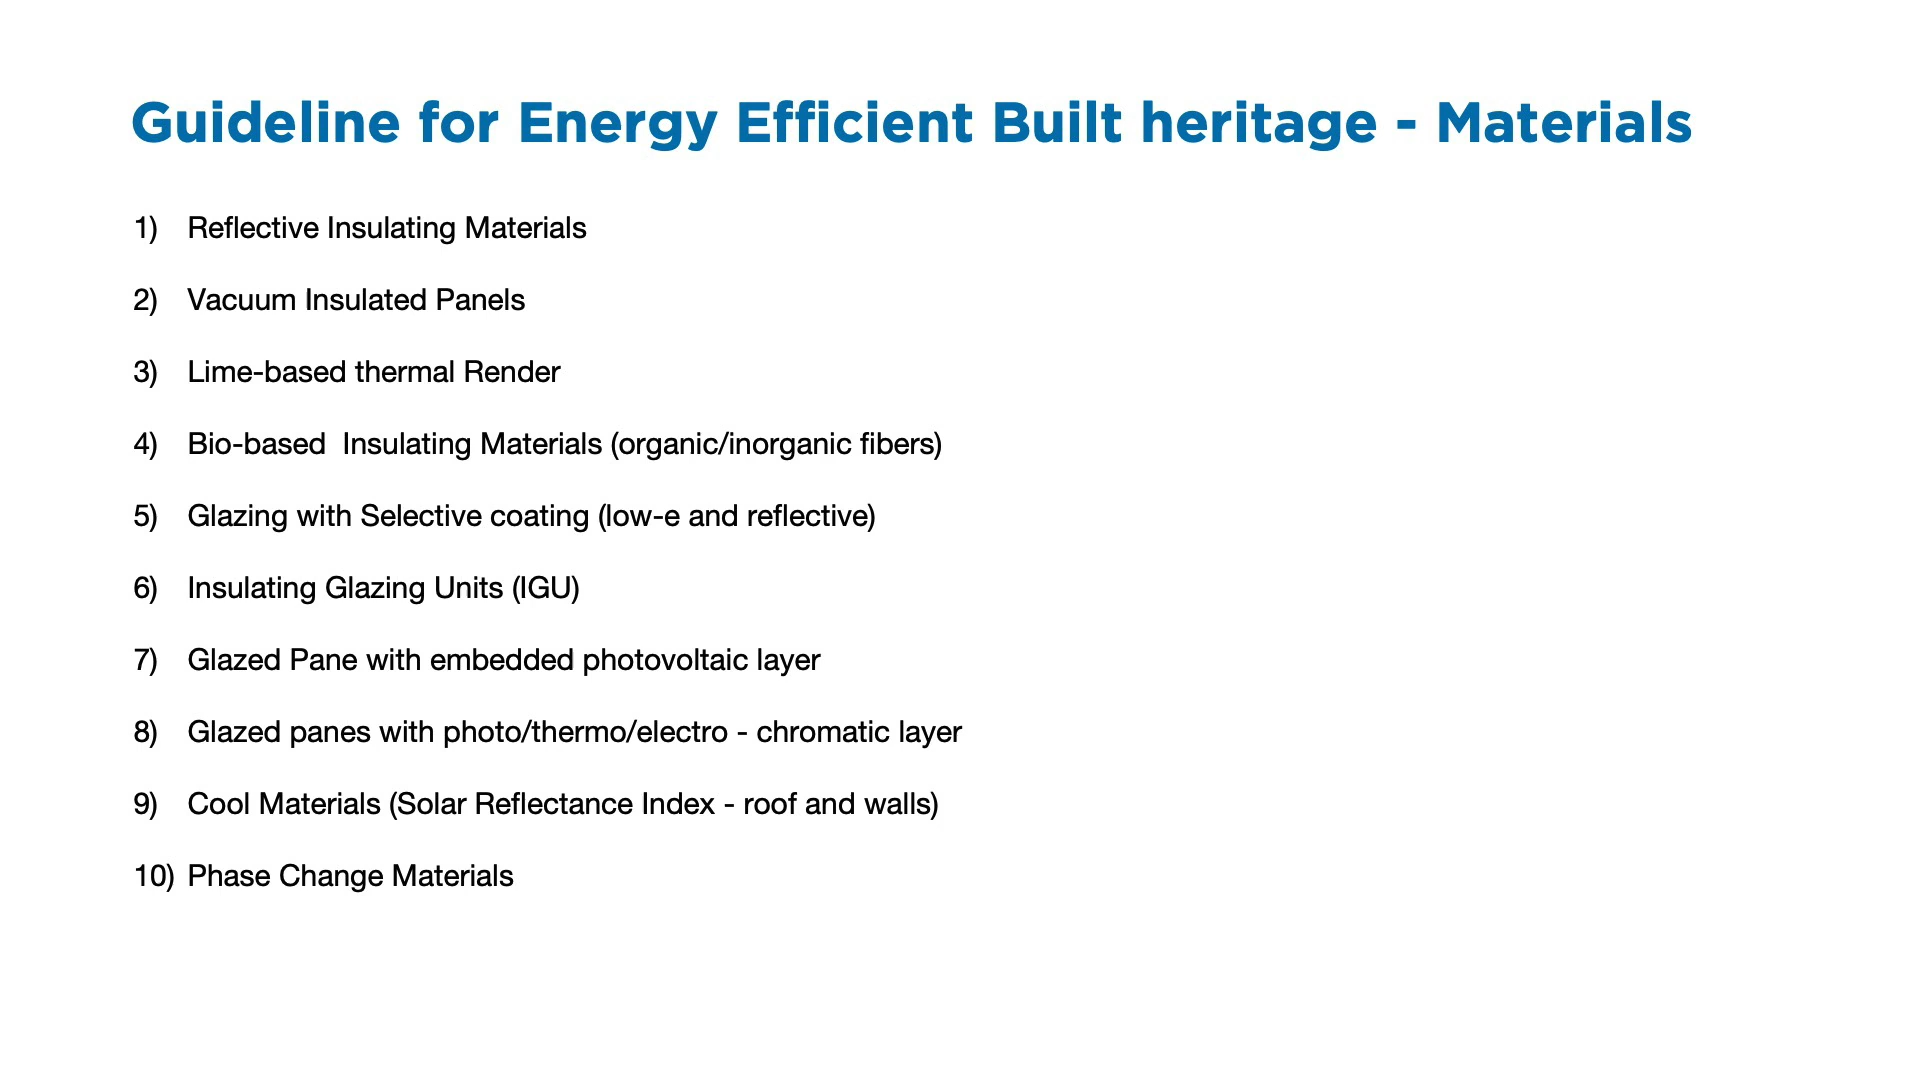 Guideline for Energy Efficient Built heritage - Materials
1) Reflective Insulating Materials
2) Vacuum Insulated Panels
3) Lime-based thermal Render
4) Bio-based  Insulating Materials (organic/inorganic fibers)
5) Glazing with Selective coating (low-e and reflective)
6) Insulating Glazing Units (IGU)
7) Glazed Pane with embedded photovoltaic layer
8) Glazed panes with photo/thermo/electro - chromatic layer
9) Cool Materials (Solar Reflectance Index - roof and walls)
10) Phase Change Materials